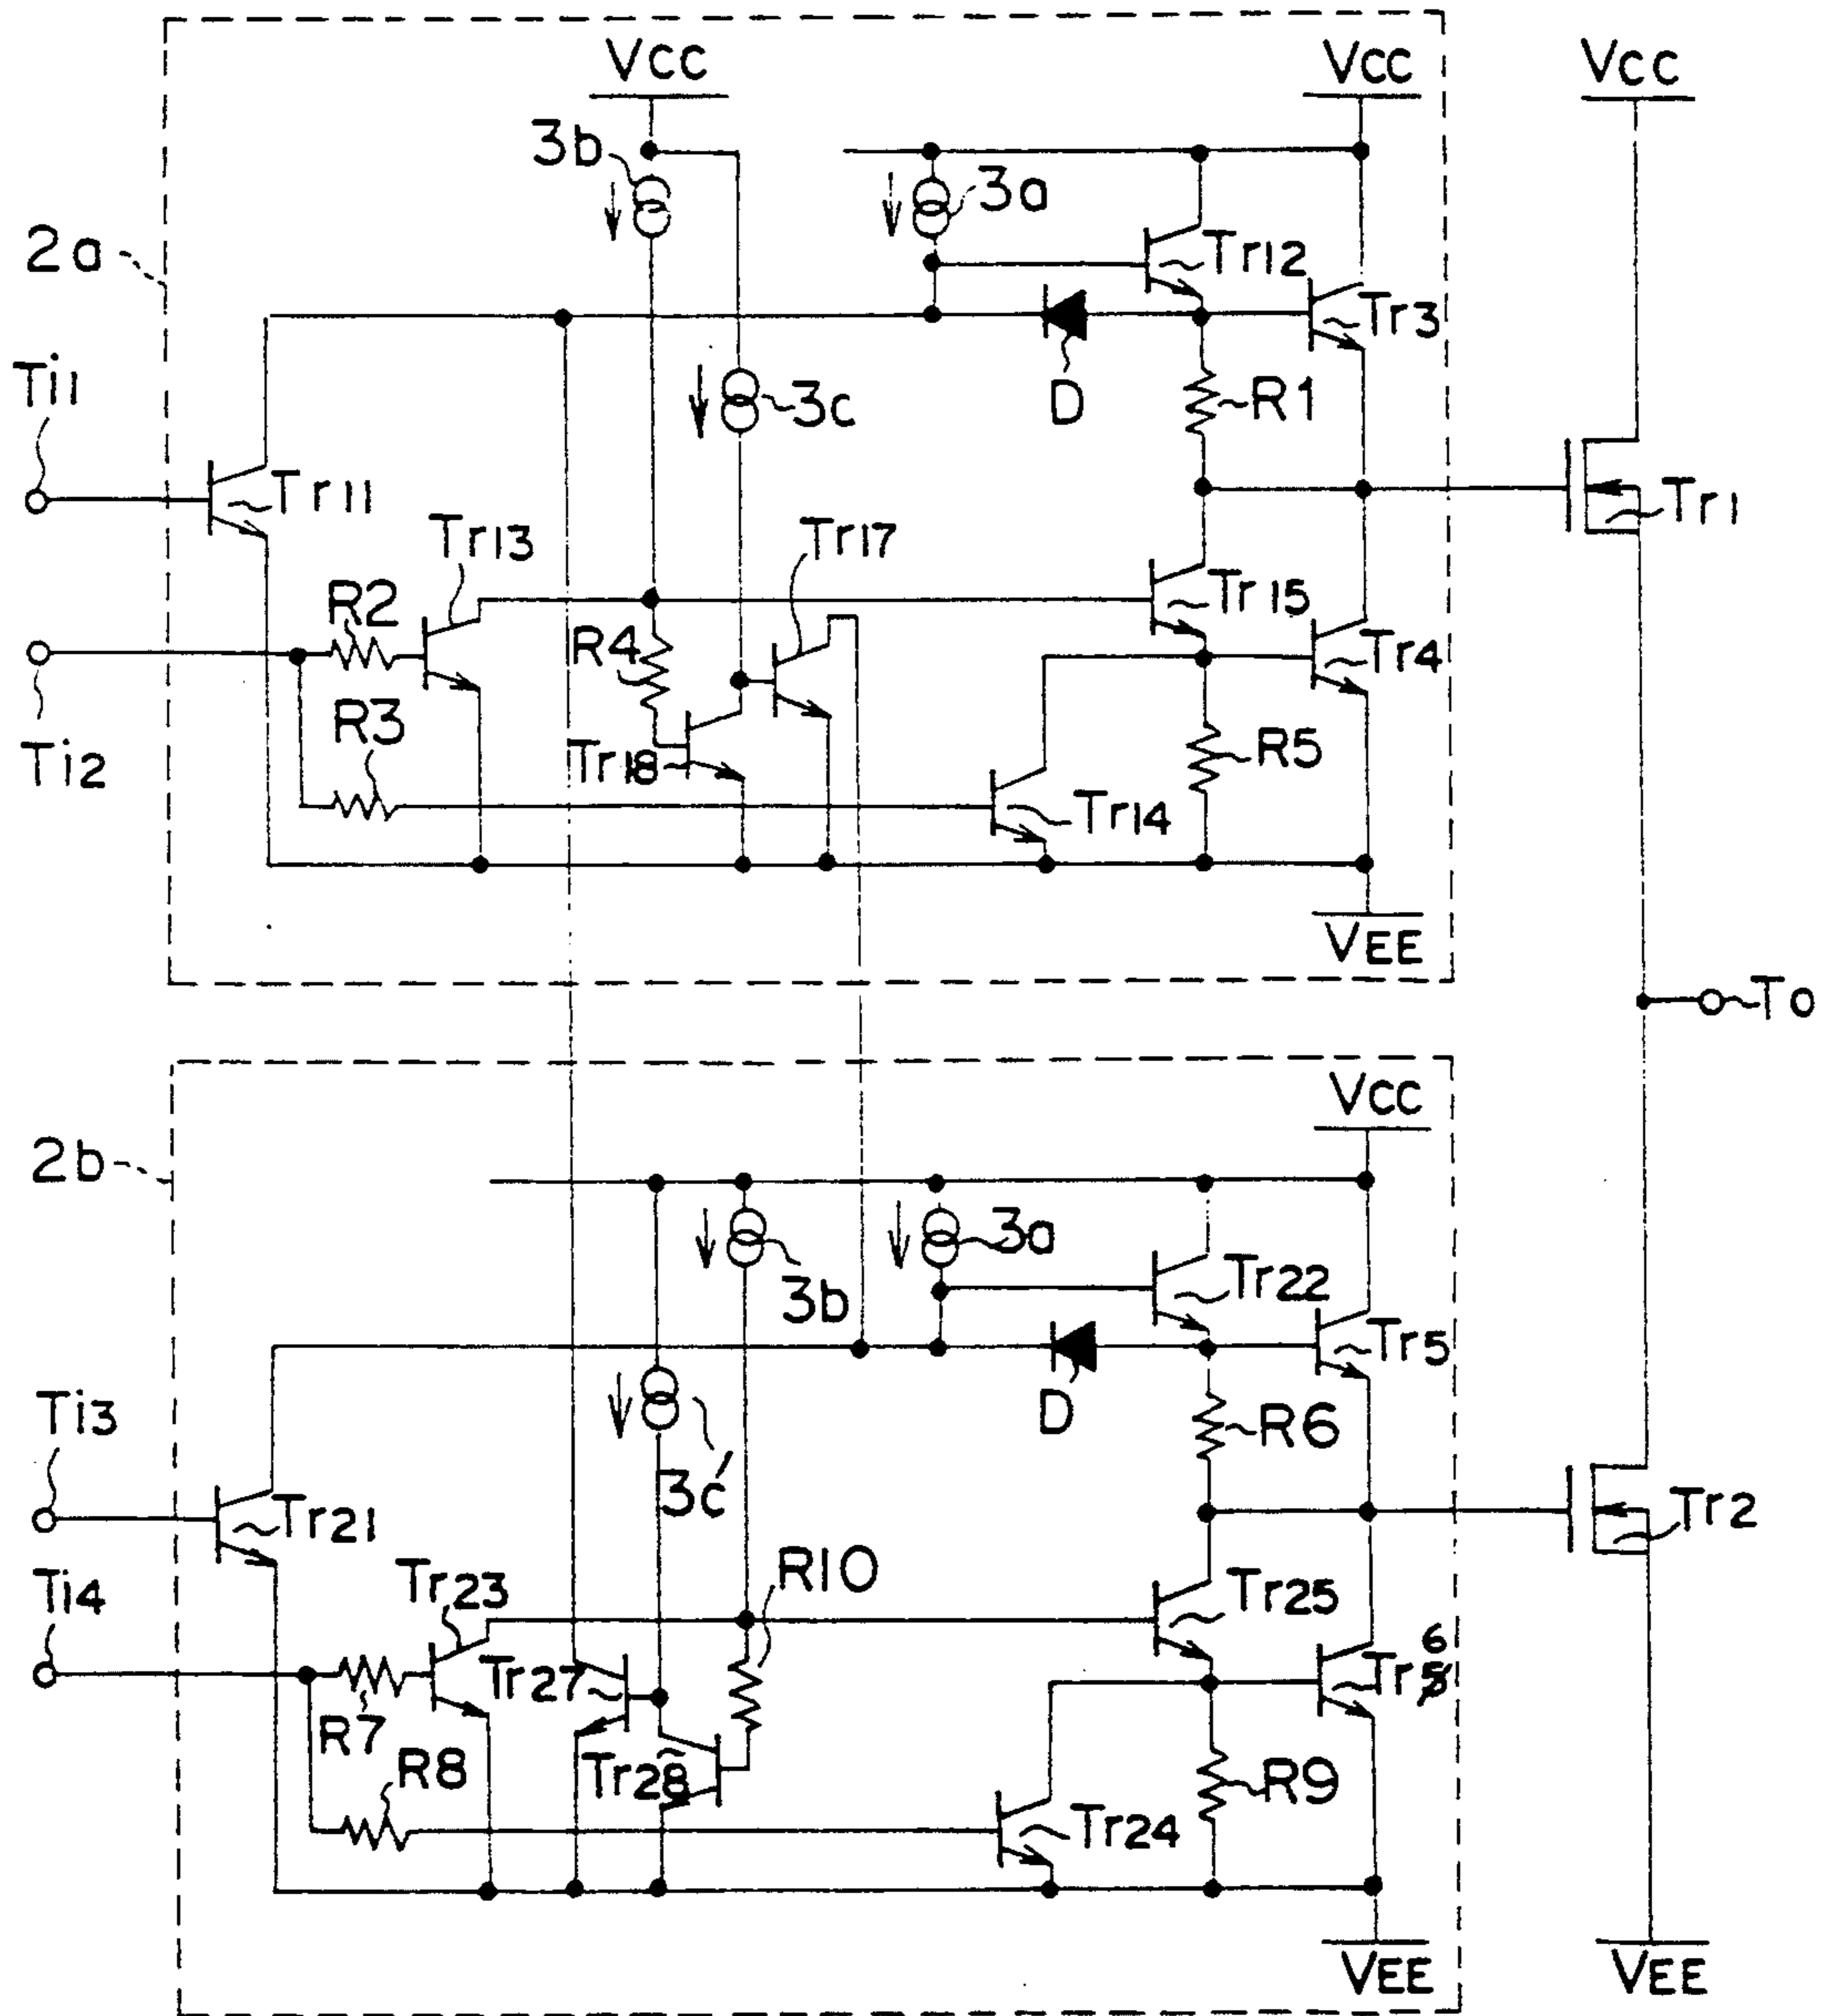 Vcc
Vcc
Vcc
3b
3a
Tr12
2a
Tr3
Ti1
D
R1
3c
Tr11
Tr1
Tr13
Tr17
R2
Tr15
R4
Tr4
R3
Ti2
Tr18
R5
Tr14
VEE
To
Vcc
2b
3a
3b
Tr22
Tr5
Ti3
D
R6
3c'
Tr21
Tr2
Ti4
Tr23
R10
Tr25
6
Tr27
Tr5
R7
R8
Tr28
R9
Tr24
VEE
VEE